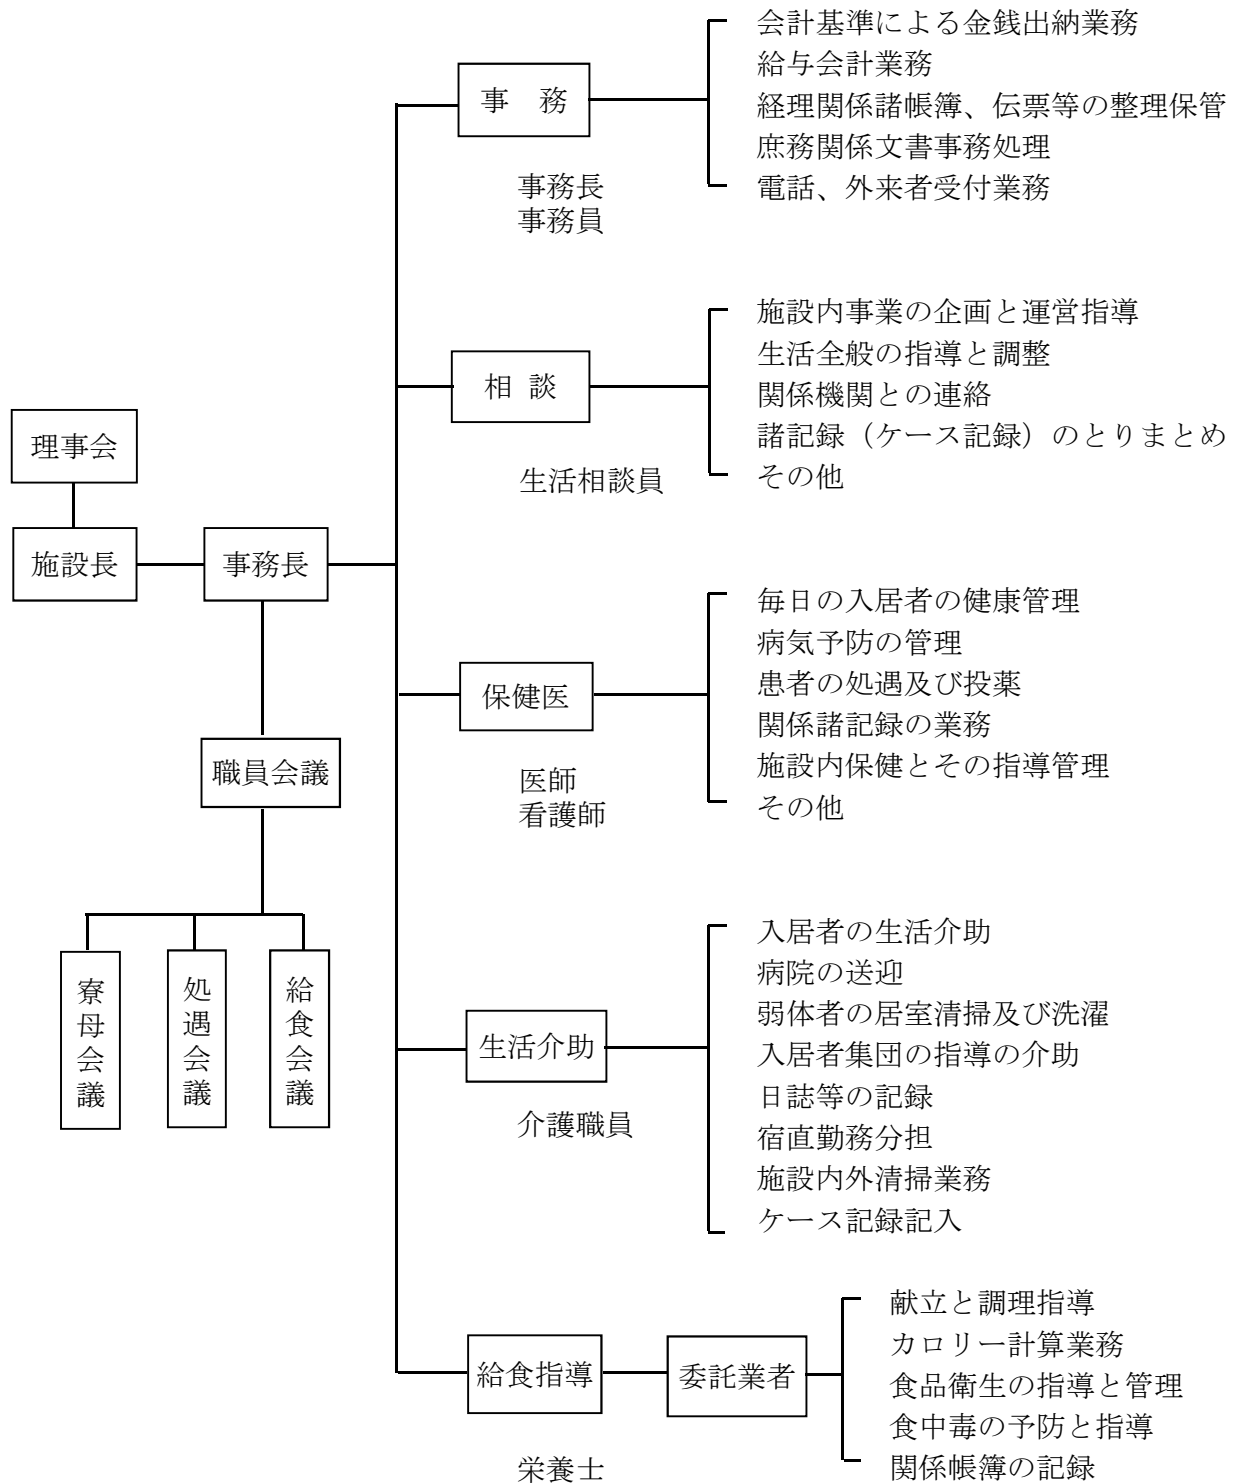 理事会
施設長
事務長
職員会議
寮母会議
処遇会議
給食会議
事　務
事務長
事務員
会計基準による金銭出納業務
給与会計業務
経理関係諸帳簿、伝票等の整理保管
庶務関係文書事務処理
電話、外来者受付業務
相 談
生活相談員
施設内事業の企画と運営指導
生活全般の指導と調整
関係機関との連絡
諸記録（ケース記録）のとりまとめ
その他
保健医
医師
看護師
毎日の入居者の健康管理
病気予防の管理
患者の処遇及び投薬
関係諸記録の業務
施設内保健とその指導管理
その他
生活介助
介護職員
入居者の生活介助
病院の送迎
弱体者の居室清掃及び洗濯
入居者集団の指導の介助
日誌等の記録
宿直勤務分担
施設内外清掃業務
ケース記録記入
給食指導
栄養士
委託業者
献立と調理指導
カロリー計算業務
食品衛生の指導と管理
食中毒の予防と指導
関係帳簿の記録